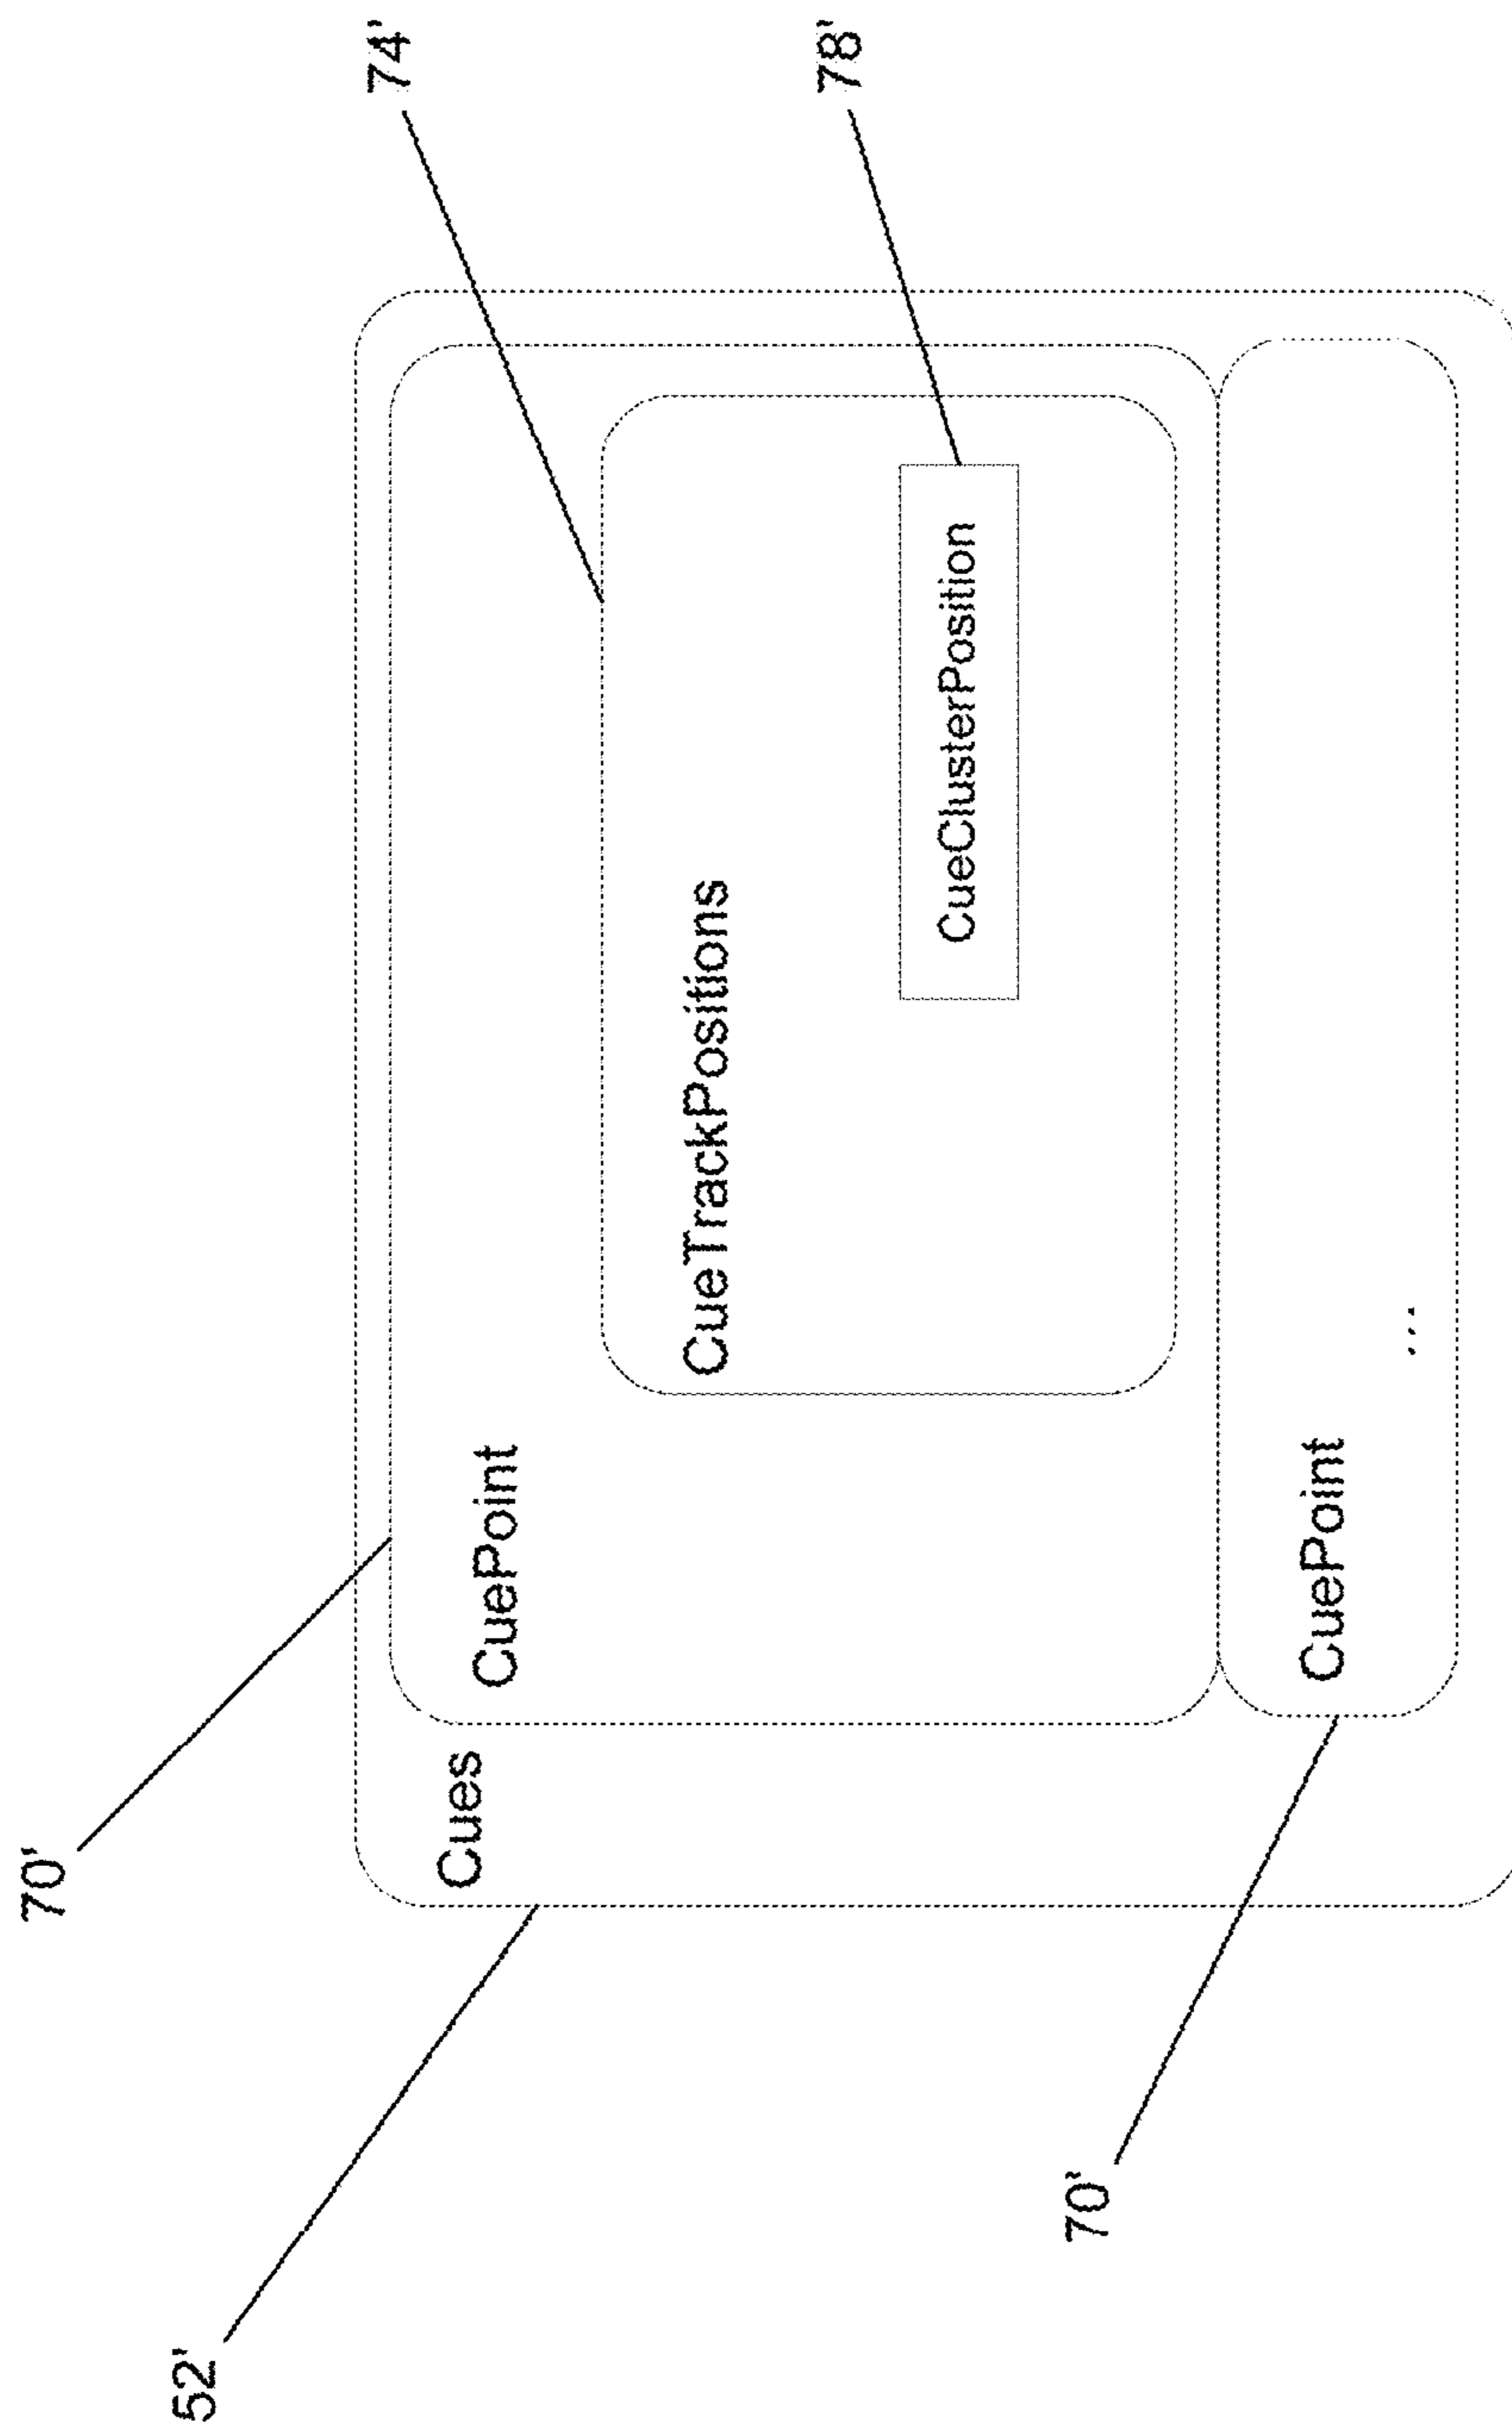 70'
74'
52'
Cues
CuePoint
CueTrackPositions
78'
CueClusterPosition
70'
CuePoint
...